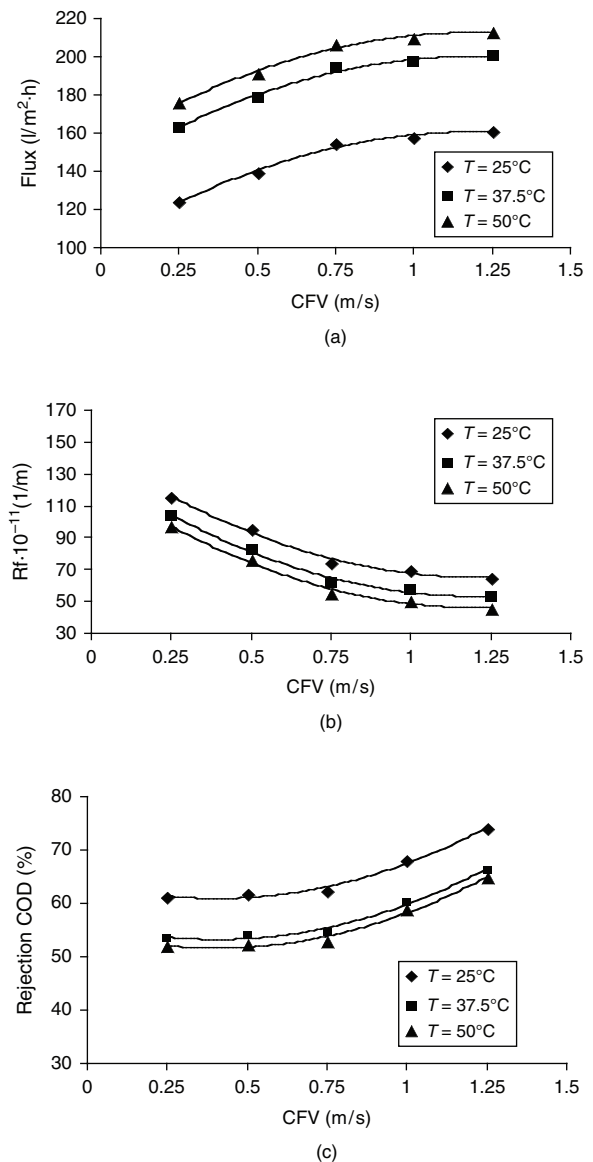 220
200
180
160
140
120
100
Flux (l/m²·h)
T = 25°C
T = 37.5°C
T = 50°C
0 0.25 0.5 0.75 1 1.25 1.5
CFV (m/s)
(a)
170
150
130
110
90
70
50
30
Rf·10⁻¹¹(1/m)
T = 25°C
T = 37.5°C
T = 50°C
0 0.25 0.5 0.75 1 1.25 1.5
CFV (m/s)
(b)
80
70
60
50
40
30
Rejection COD (%)
T = 25°C
T = 37.5°C
T = 50°C
0 0.25 0.5 0.75 1 1.25 1.5
CFV (m/s)
(c)